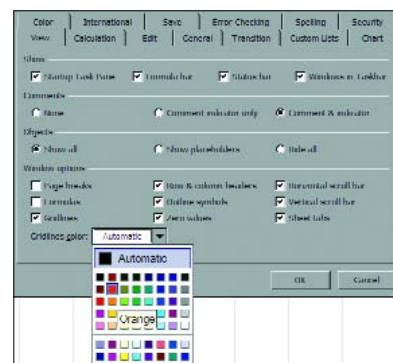 Color International Save Error Checking Spelling Security
View Calculation Edit General Transition Custom Lists Chart
Show
Startup Task Pane Formula bar Status bar Windows in Taskbar
Comments
None Comment indicator only Comment & indicator
Objects
Show all Show placeholders Hide all
Window options
Page breaks Row & column headers Horizontal scroll bar
Formulas Outline symbols Vertical scroll bar
Gridlines Zero values Sheet tabs
Gridlines color: Automatic
Automatic
OK Cancel
Orange